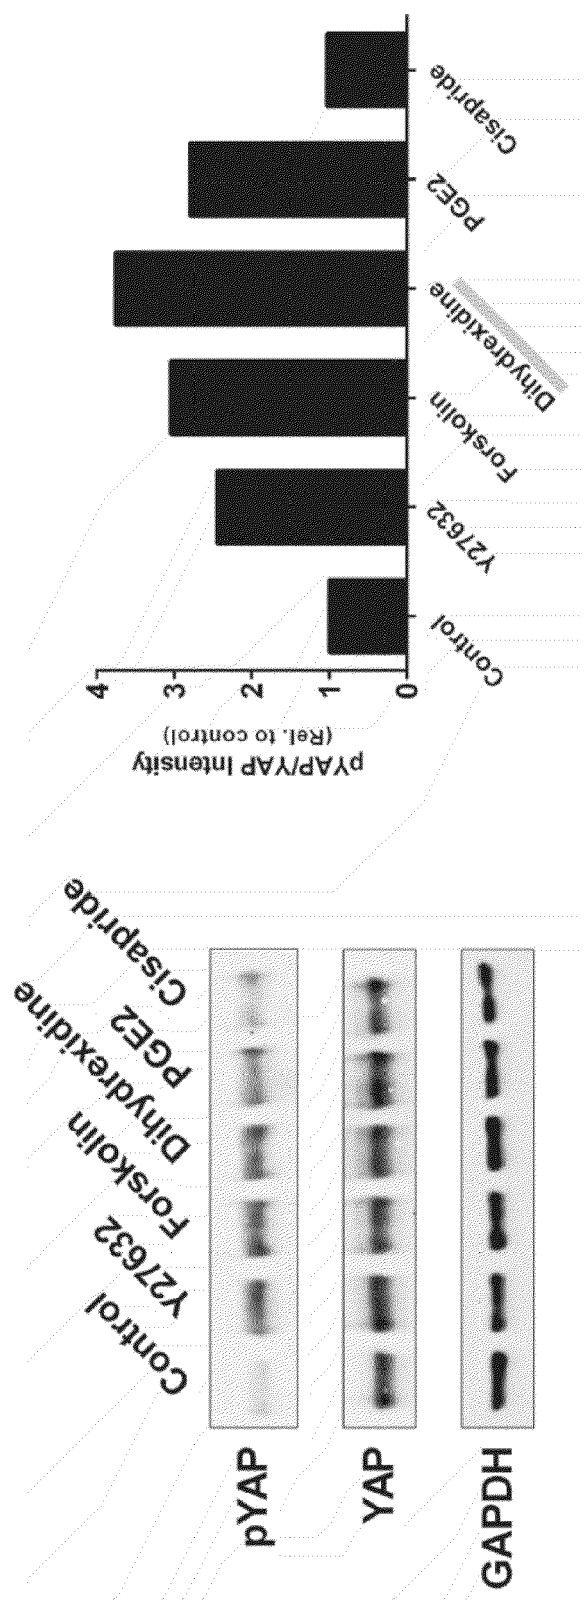 Control
Y27632
Forskolin
Dihydrexidine
PGE2
Cisapride
pYAP
YAP
GAPDH
pYAP/YAP Intensity
(Rel. to control)
4
3
2
1
0
Control
Y27632
Forskolin
Dihydrexidine
PGE2
Cisapride